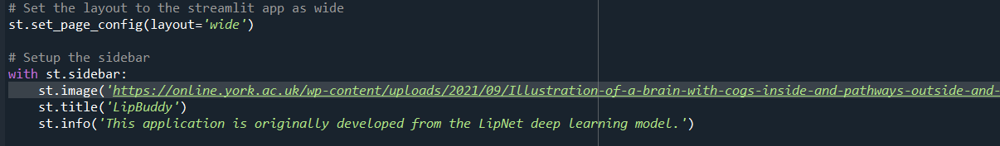 # Set the layout to the streamlit app as wide
st.set_page_config(layout='wide')
# Setup the sidebar
with st.sidebar:
    st.image('https://online.york.ac.uk/wp-content/uploads/2021/09/Illustration-of-a-brain-with-cogs-inside-and-pathways-outside-and-
    st.title('LipBuddy')
    st.info('This application is originally developed from the LipNet deep learning model.')